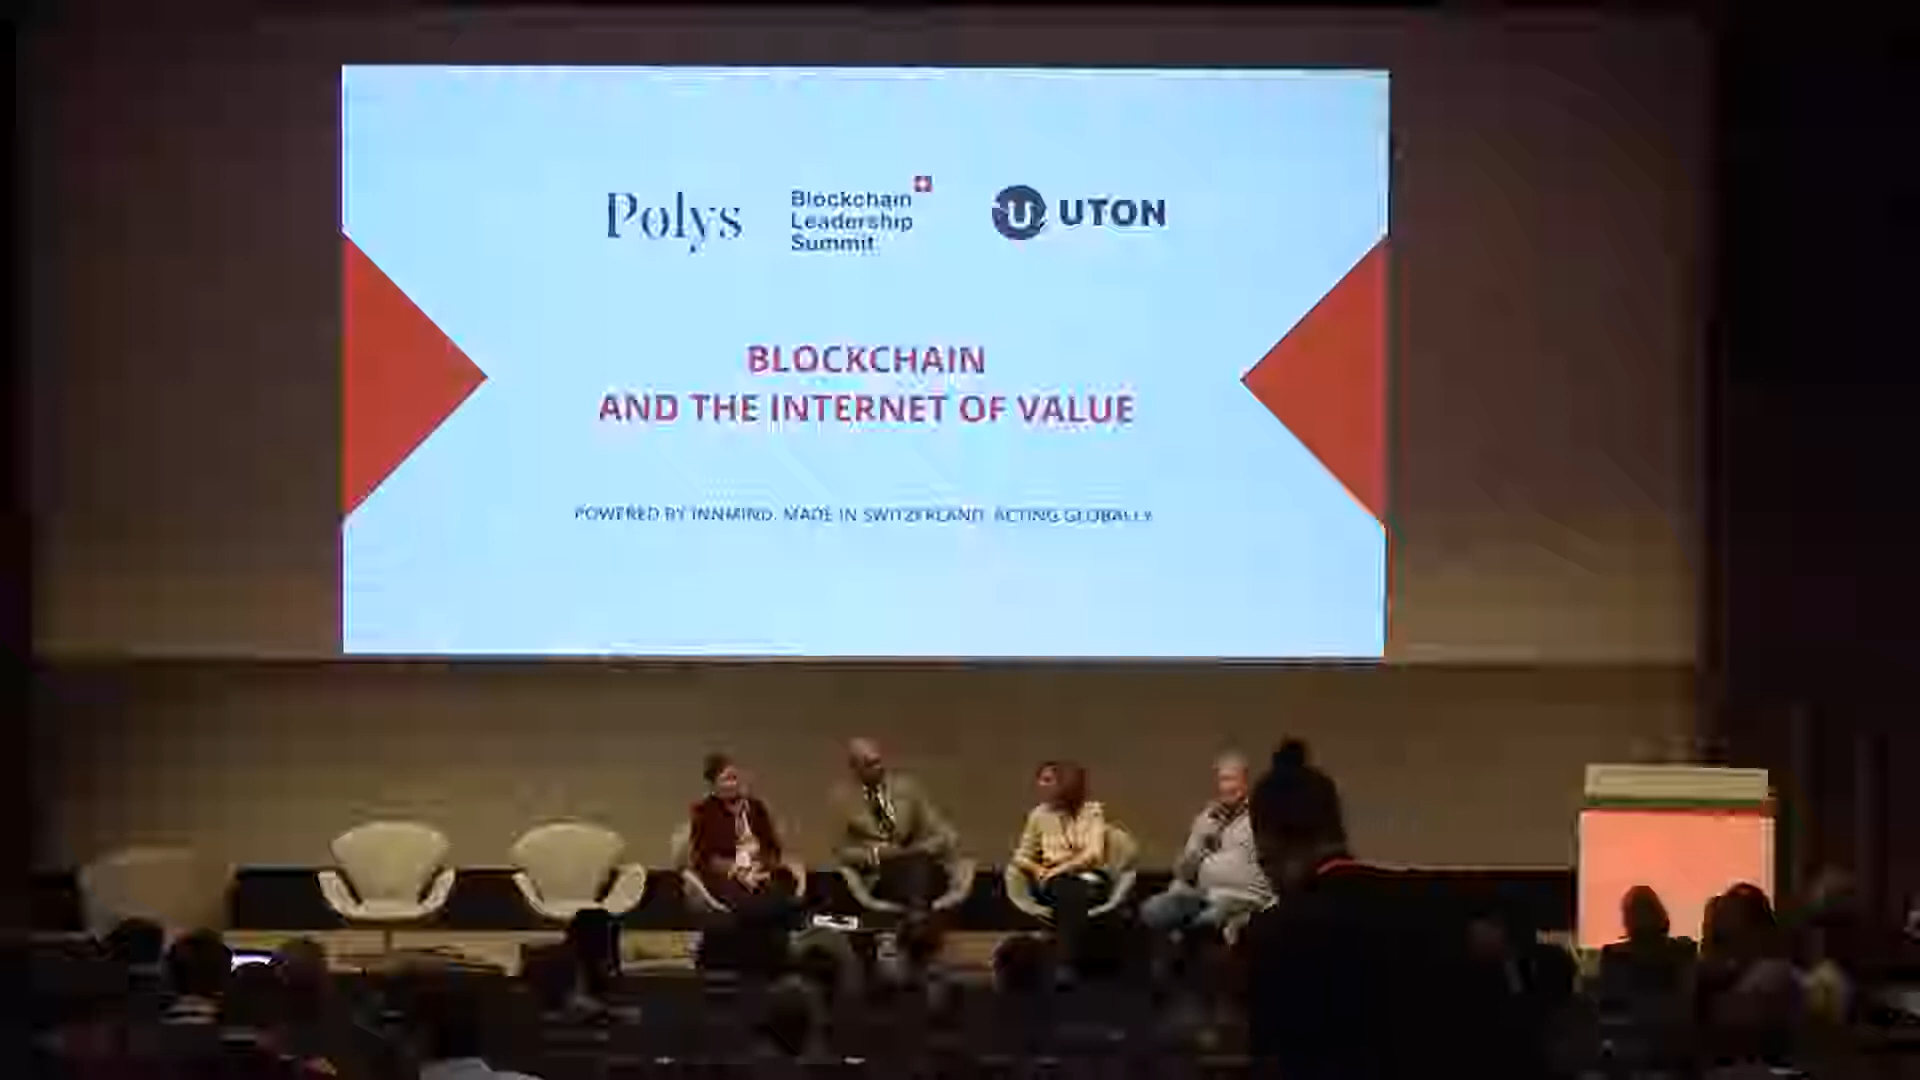 Polys
Blockchain
Leadership
Summit
U UTON
BLOCKCHAIN
AND THE INTERNET OF VALUE
POWERED BY INNMIND. MADE IN SWITZERLAND. ACTING GLOBALLY